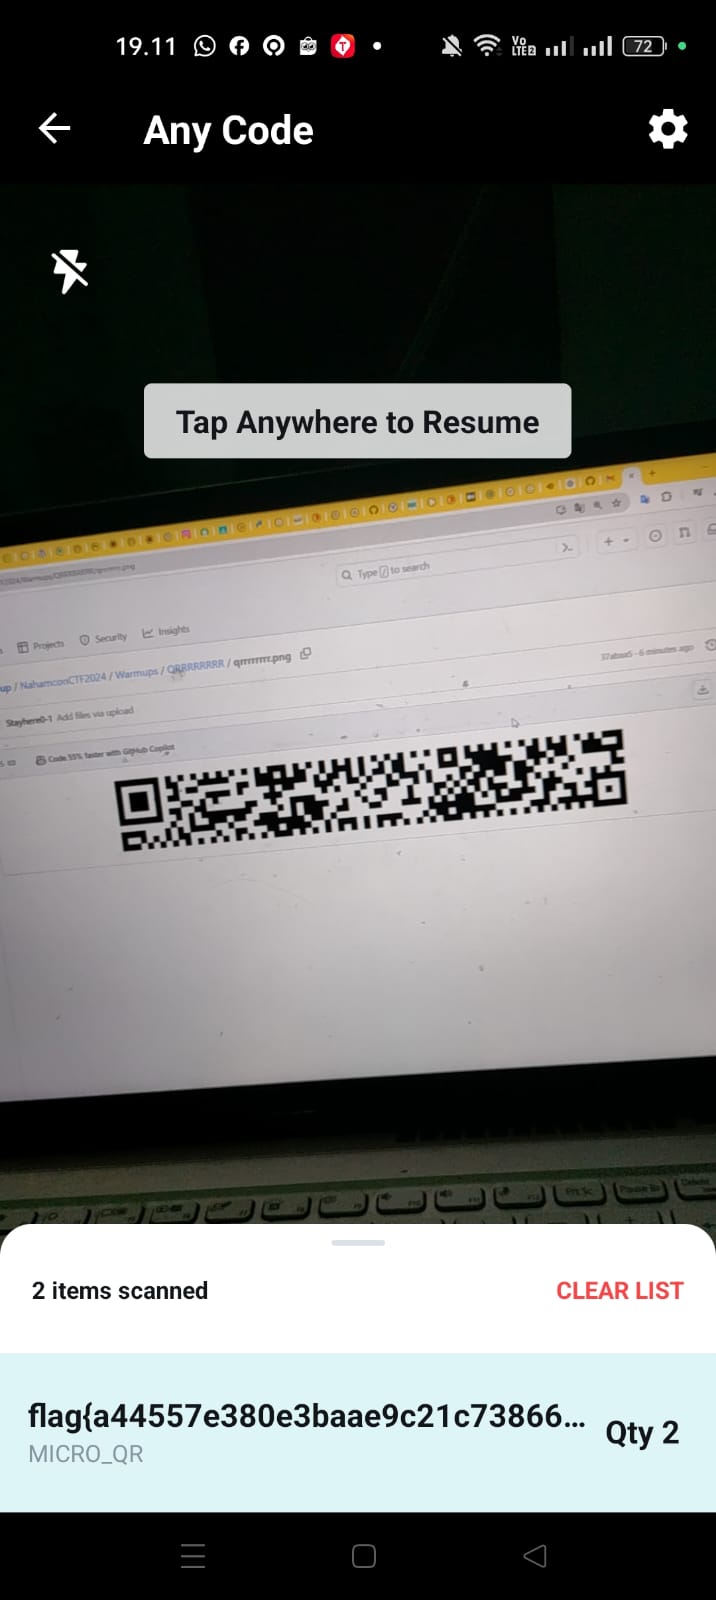 19.11
Vo
LTE2
72
Any Code
Tap Anywhere to Resume
Type / to search
Projects
Security
Insights
up / NahamconCTF2024 / Warmups / QRRRRRRRR / qrrrrrrrr.png
Stayhere0-1 Add files via upload
6 minutes ago
Code 55% faster with GitHub Copilot
2 items scanned
CLEAR LIST
flag{a44557e380e3baae9c21c73866…
Qty 2
MICRO_QR